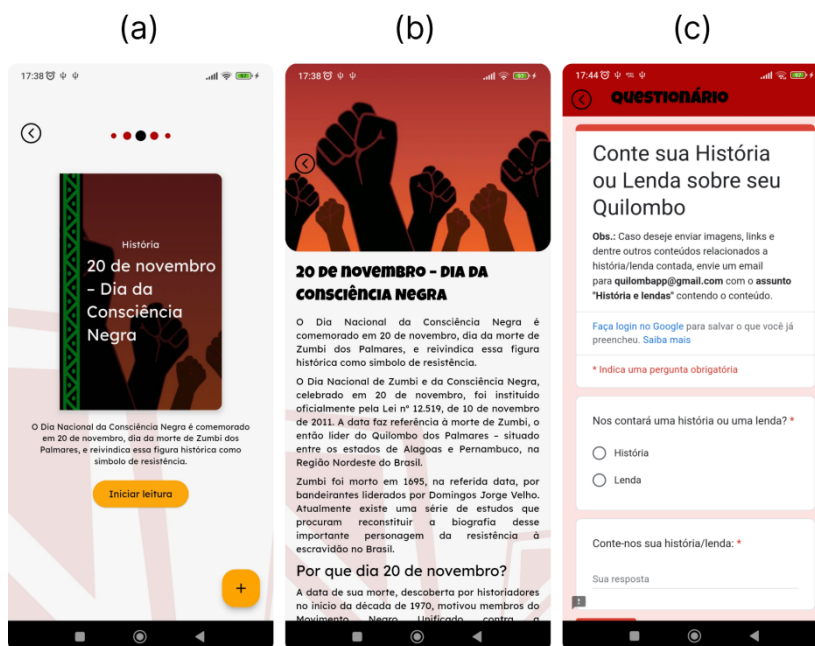 (a)
17:38
História
20 de novembro
– Dia da
Consciência
Negra
O Dia Nacional da Consciência Negra é comemorado
em 20 de novembro, dia da morte de Zumbi dos
Palmares, e reivindica essa figura histórica como
símbolo de resistência.
Iniciar leitura
+
(b)
17:38
20 de novembro – Dia da
Consciência Negra
O Dia Nacional da Consciência Negra é
comemorado em 20 de novembro, dia da morte de
Zumbi dos Palmares, e reivindica essa figura
histórica como símbolo de resistência.
O Dia Nacional de Zumbi e da Consciência Negra,
celebrado em 20 de novembro, foi instituído
oficialmente pela Lei nº 12.519, de 10 de novembro
de 2011. A data faz referência à morte de Zumbi, o
então líder do Quilombo dos Palmares – situado
entre os estados de Alagoas e Pernambuco, na
Região Nordeste do Brasil.
Zumbi foi morto em 1695, na referida data, por
bandeirantes liderados por Domingos Jorge Velho.
Atualmente existe uma série de estudos que
procuram reconstituir a biografia desse
importante personagem da resistência à
escravidão no Brasil.
Por que dia 20 de novembro?
A data de sua morte, descoberta por historiadores
no início da década de 1970, motivou membros do
Movimento Negro Unificado contra a
(c)
17:44
Questionário
Conte sua História
ou Lenda sobre seu
Quilombo
Obs.: Caso deseje enviar imagens, links e
dentre outros conteúdos relacionados a
história/lenda contada, envie um email
para quilombapp@gmail.com com o assunto
"História e lendas" contendo o conteúdo.
Faça login no Google para salvar o que você já
preencheu. Saiba mais
* Indica uma pergunta obrigatória
Nos contará uma história ou uma lenda? *
História
Lenda
Conte-nos sua história/lenda: *
Sua resposta